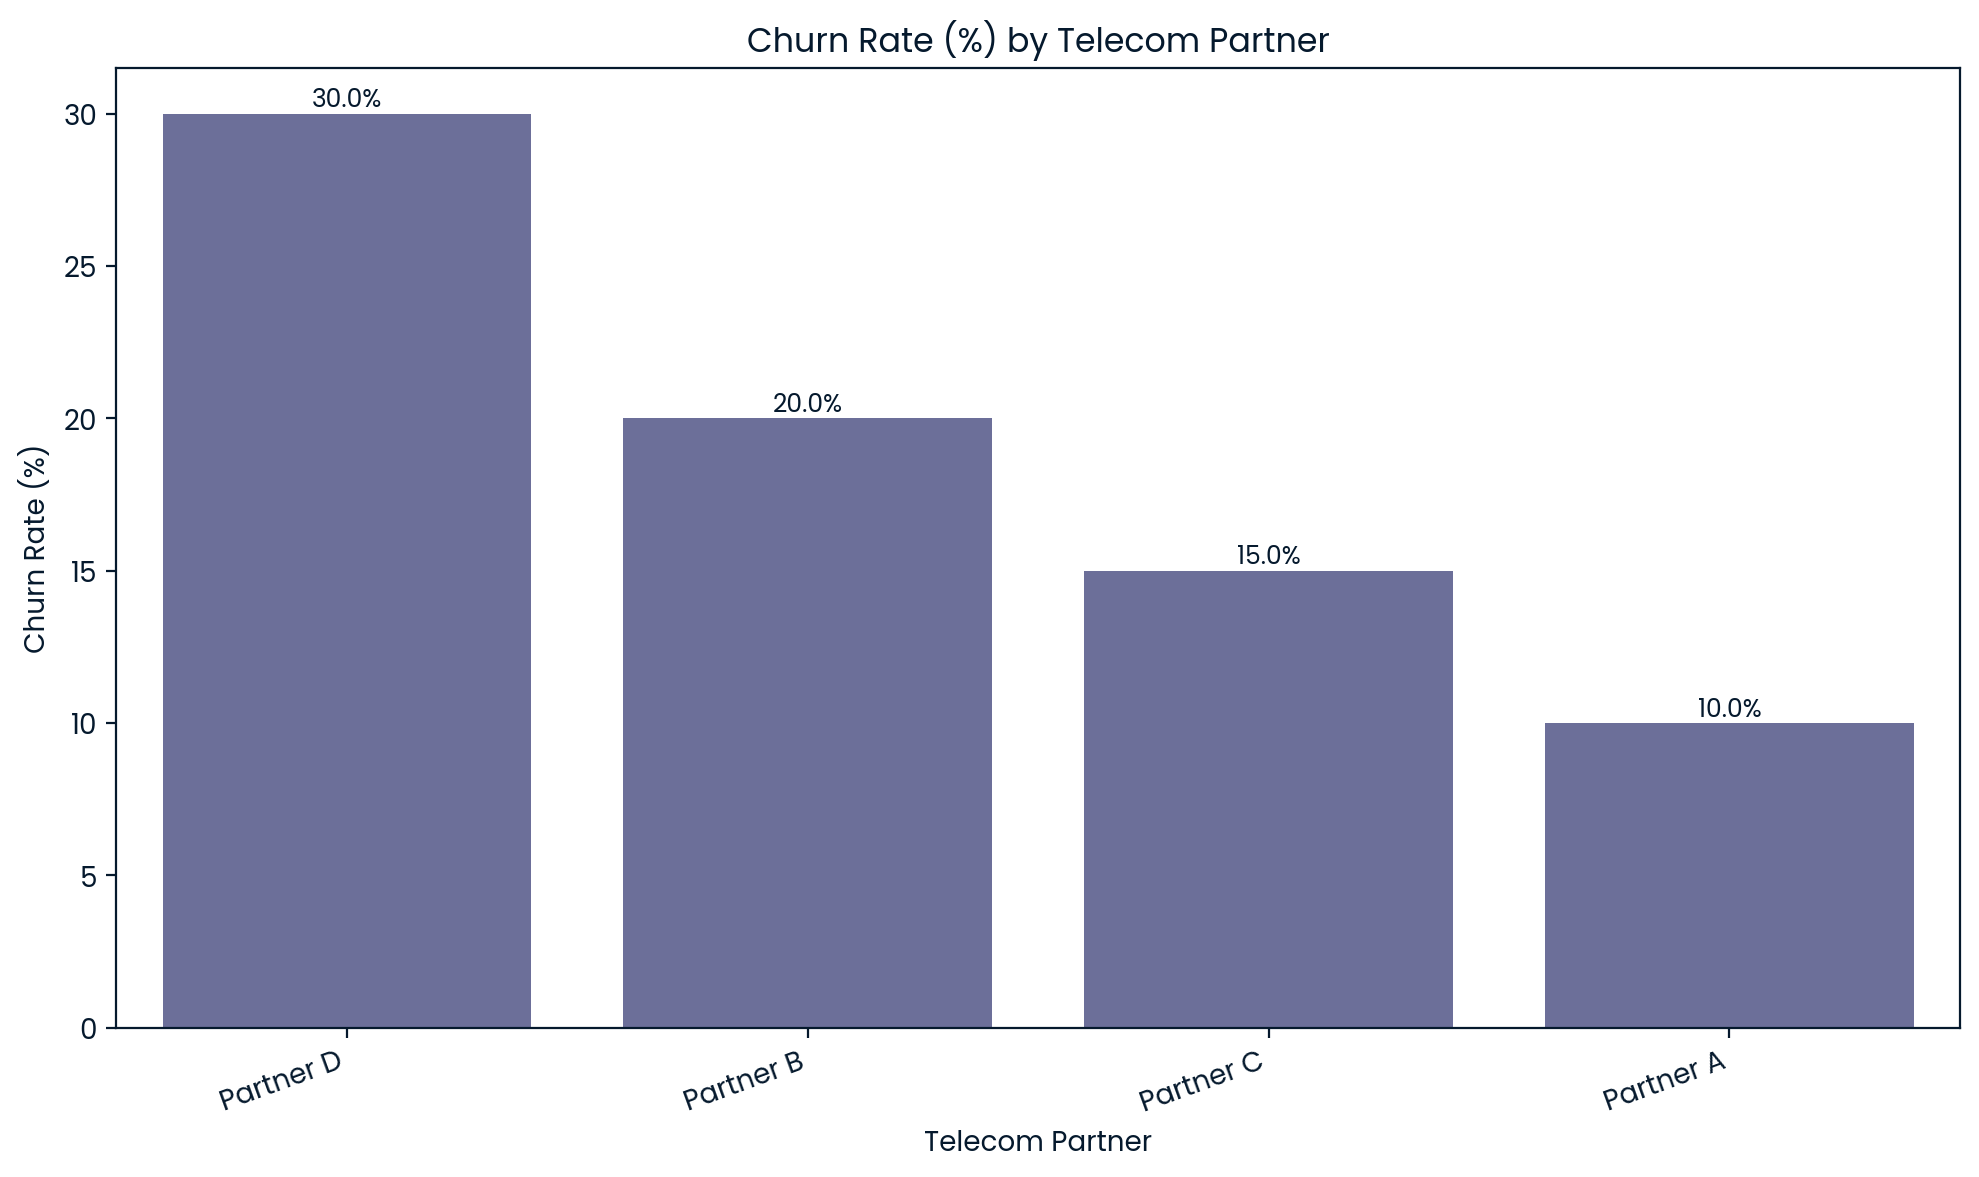 Churn Rate (%) by Telecom Partner
Churn Rate (%)
30
25
20
15
10
5
0
30.0%
20.0%
15.0%
10.0%
Partner D
Partner B
Partner C
Partner A
Telecom Partner